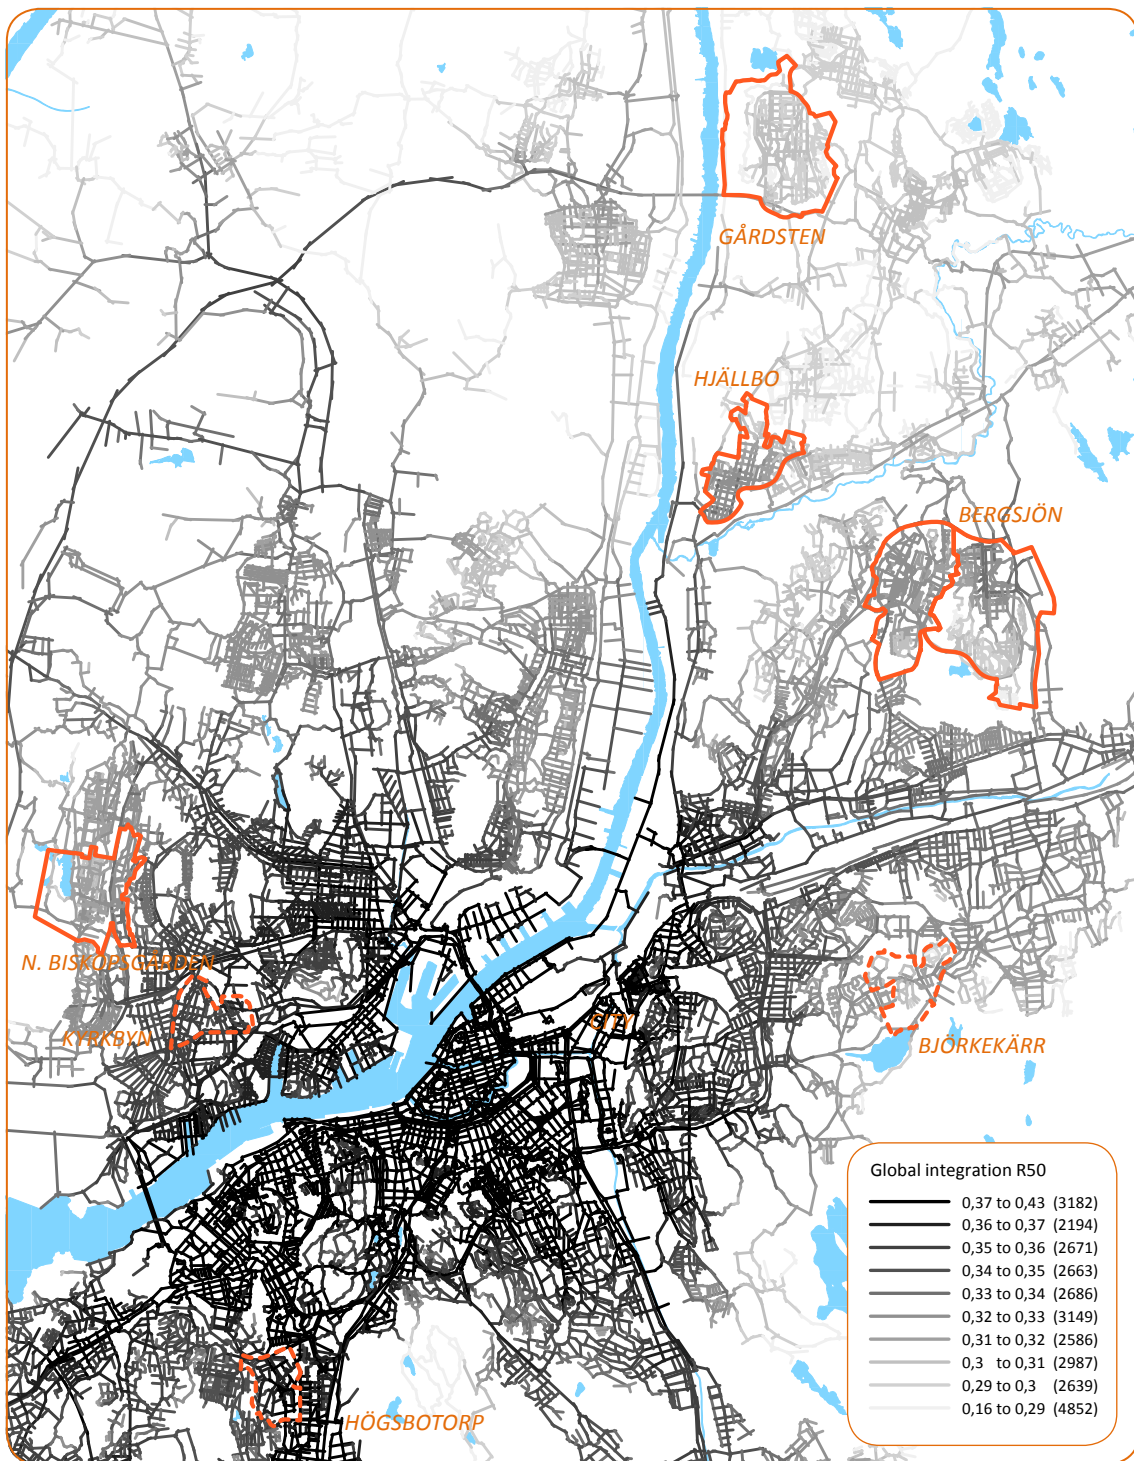 GÅRDSTEN
HJÄLLBO
BERGSJÖN
N. BISKOPSGÅRDEN
KYRKBYN
CITY
BJÖRKEKÄRR
HÖGSBOTORP
Global integration R50
0,37 to 0,43 (3182)
0,36 to 0,37 (2194)
0,35 to 0,36 (2671)
0,34 to 0,35 (2663)
0,33 to 0,34 (2686)
0,32 to 0,33 (3149)
0,31 to 0,32 (2586)
0,3 to 0,31 (2987)
0,29 to 0,3 (2639)
0,16 to 0,29 (4852)